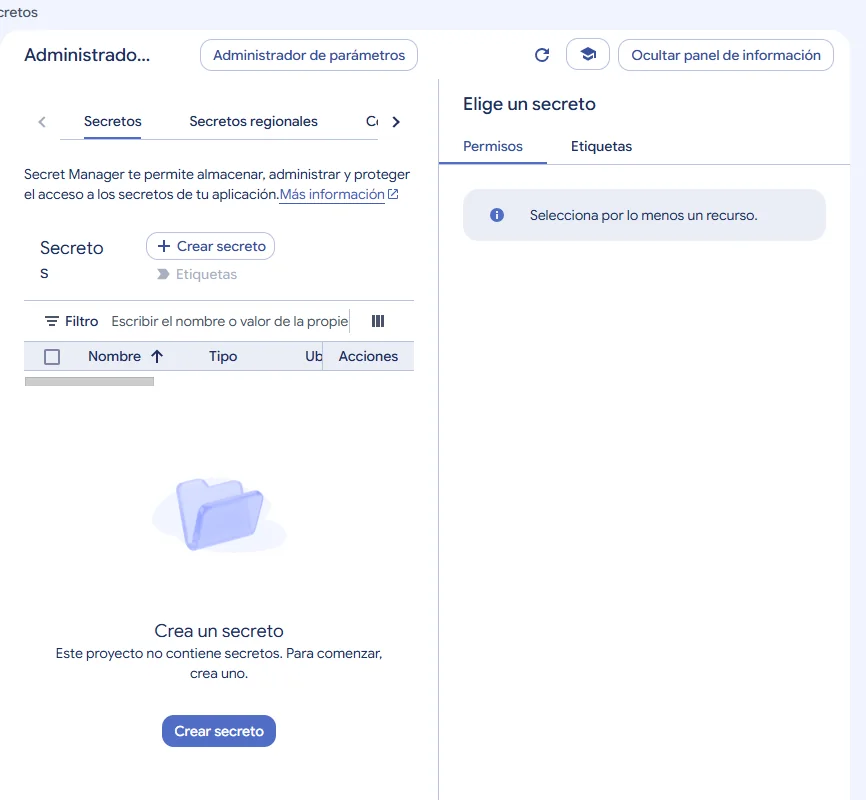 cretos
Administrado...
Administrador de parámetros
Ocultar panel de información
Secretos
Secretos regionales
Secret Manager te permite almacenar, administrar y proteger
el acceso a los secretos de tu aplicación.Más información
Secreto
s
Crear secreto
Etiquetas
Filtro
Escribir el nombre o valor de la propie
Nombre
Tipo
Ub
Acciones
Crea un secreto
Este proyecto no contiene secretos. Para comenzar,
crea uno.
Crear secreto
Elige un secreto
Permisos
Etiquetas
Selecciona por lo menos un recurso.